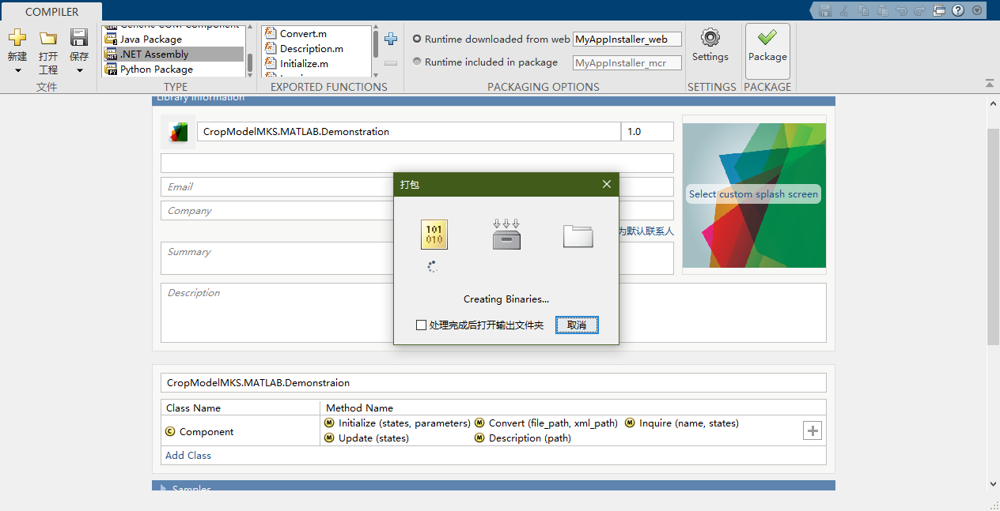 COMPILER
新建
打开
工程
保存
文件
Generic COM Component
Java Package
.NET Assembly
Python Package
TYPE
Convert.m
Description.m
Initialize.m
EXPORTED FUNCTIONS
Runtime downloaded from web
MyAppInstaller_web
Runtime included in package
MyAppInstaller_mcr
PACKAGING OPTIONS
Settings
SETTINGS
Package
PACKAGE
Library Information
CropModelMKS.MATLAB.Demonstration
1.0
Email
Company
为默认联系人
Summary
Description
Select custom splash screen
打包
101
010
Creating Binaries...
处理完成后打开输出文件夹
取消
CropModelMKS.MATLAB.Demonstraion
Class Name
Method Name
Component
Initialize (states, parameters)
Convert (file_path, xml_path)
Inquire (name, states)
Update (states)
Description (path)
Add Class
Samples